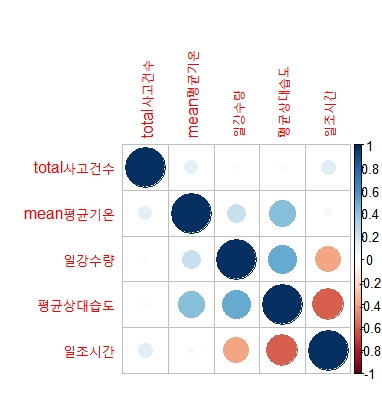 total사고건수
mean평균기온
일강수량
평균상대습도
일조시간
total사고건수
mean평균기온
일강수량
평균상대습도
일조시간
1
0.8
0.6
0.4
0.2
0
-0.2
-0.4
-0.6
-0.8
-1